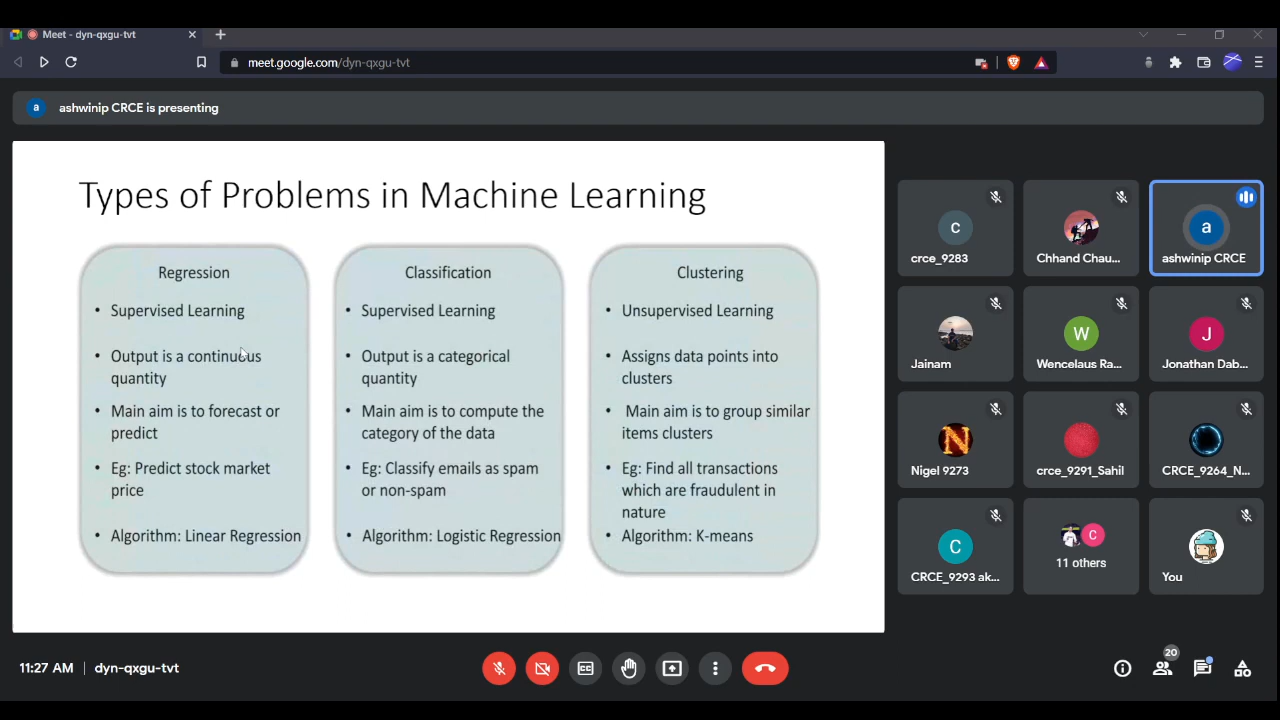 Meet - dyn-qxgu-tvt
meet.google.com/dyn-qxgu-tvt
a
ashwinip CRCE is presenting
Types of Problems in Machine Learning
Regression
• Supervised Learning
• Output is a continuous
quantity
• Main aim is to forecast or
predict
• Eg: Predict stock market
price
• Algorithm: Linear Regression
Classification
• Supervised Learning
• Output is a categorical
quantity
• Main aim is to compute the
category of the data
• Eg: Classify emails as spam
or non-spam
• Algorithm: Logistic Regression
Clustering
• Unsupervised Learning
• Assigns data points into
clusters
• Main aim is to group similar
items clusters
• Eg: Find all transactions
which are fraudulent in
nature
• Algorithm: K-means
c
crce_9283
Chhand Chau...
a
ashwinip CRCE
Jainam
W
Wencelaus Ra...
J
Jonathan Dab...
N
Nigel 9273
crce_9291_Sahil
CRCE_9264_N...
C
CRCE_9293 ak...
C
11 others
You
11:27 AM
dyn-qxgu-tvt
20